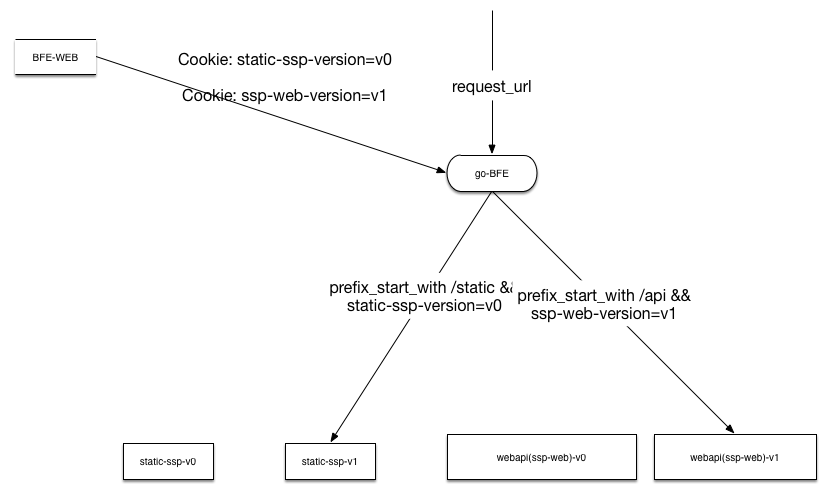 BFE-WEB
Cookie: static-ssp-version=v0
Cookie: ssp-web-version=v1
request_url
go-BFE
prefix_start_with /static &&
static-ssp-version=v0
prefix_start_with /api &&
ssp-web-version=v1
static-ssp-v0
static-ssp-v1
webapi(ssp-web)-v0
webapi(ssp-web)-v1